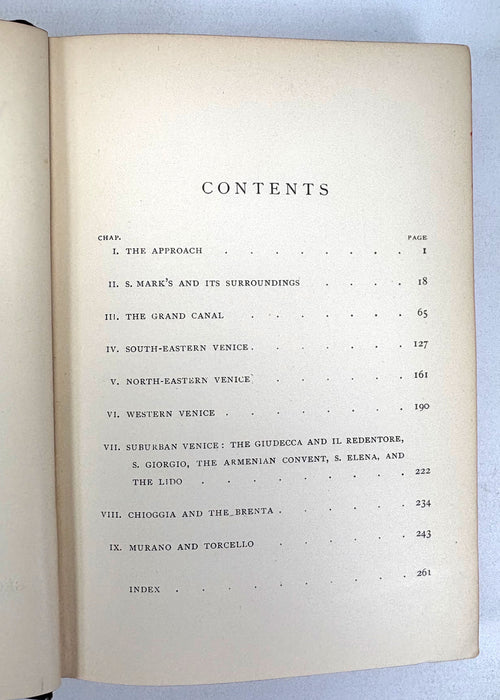 CONTENTS
CHAP. PAGE
I. THE APPROACH . . . . . . . 1
II. S. MARK'S AND ITS SURROUNDINGS . . . . 18
III. THE GRAND CANAL . . . . . . 65
IV. SOUTH-EASTERN VENICE . . . . . . 127
V. NORTH-EASTERN VENICE . . . . . 161
VI. WESTERN VENICE . . . . . . . 190
VII. SUBURBAN VENICE: THE GIUDECCA AND IL REDENTORE,
S. GIORGIO, THE ARMENIAN CONVENT, S. ELENA, AND
THE LIDO . . . . . . . . 222
VIII. CHIOGGIA AND THE BRENTA . . . . . 234
IX. MURANO AND TORCELLO . . . . . 243
INDEX . . . . . . . . . 261